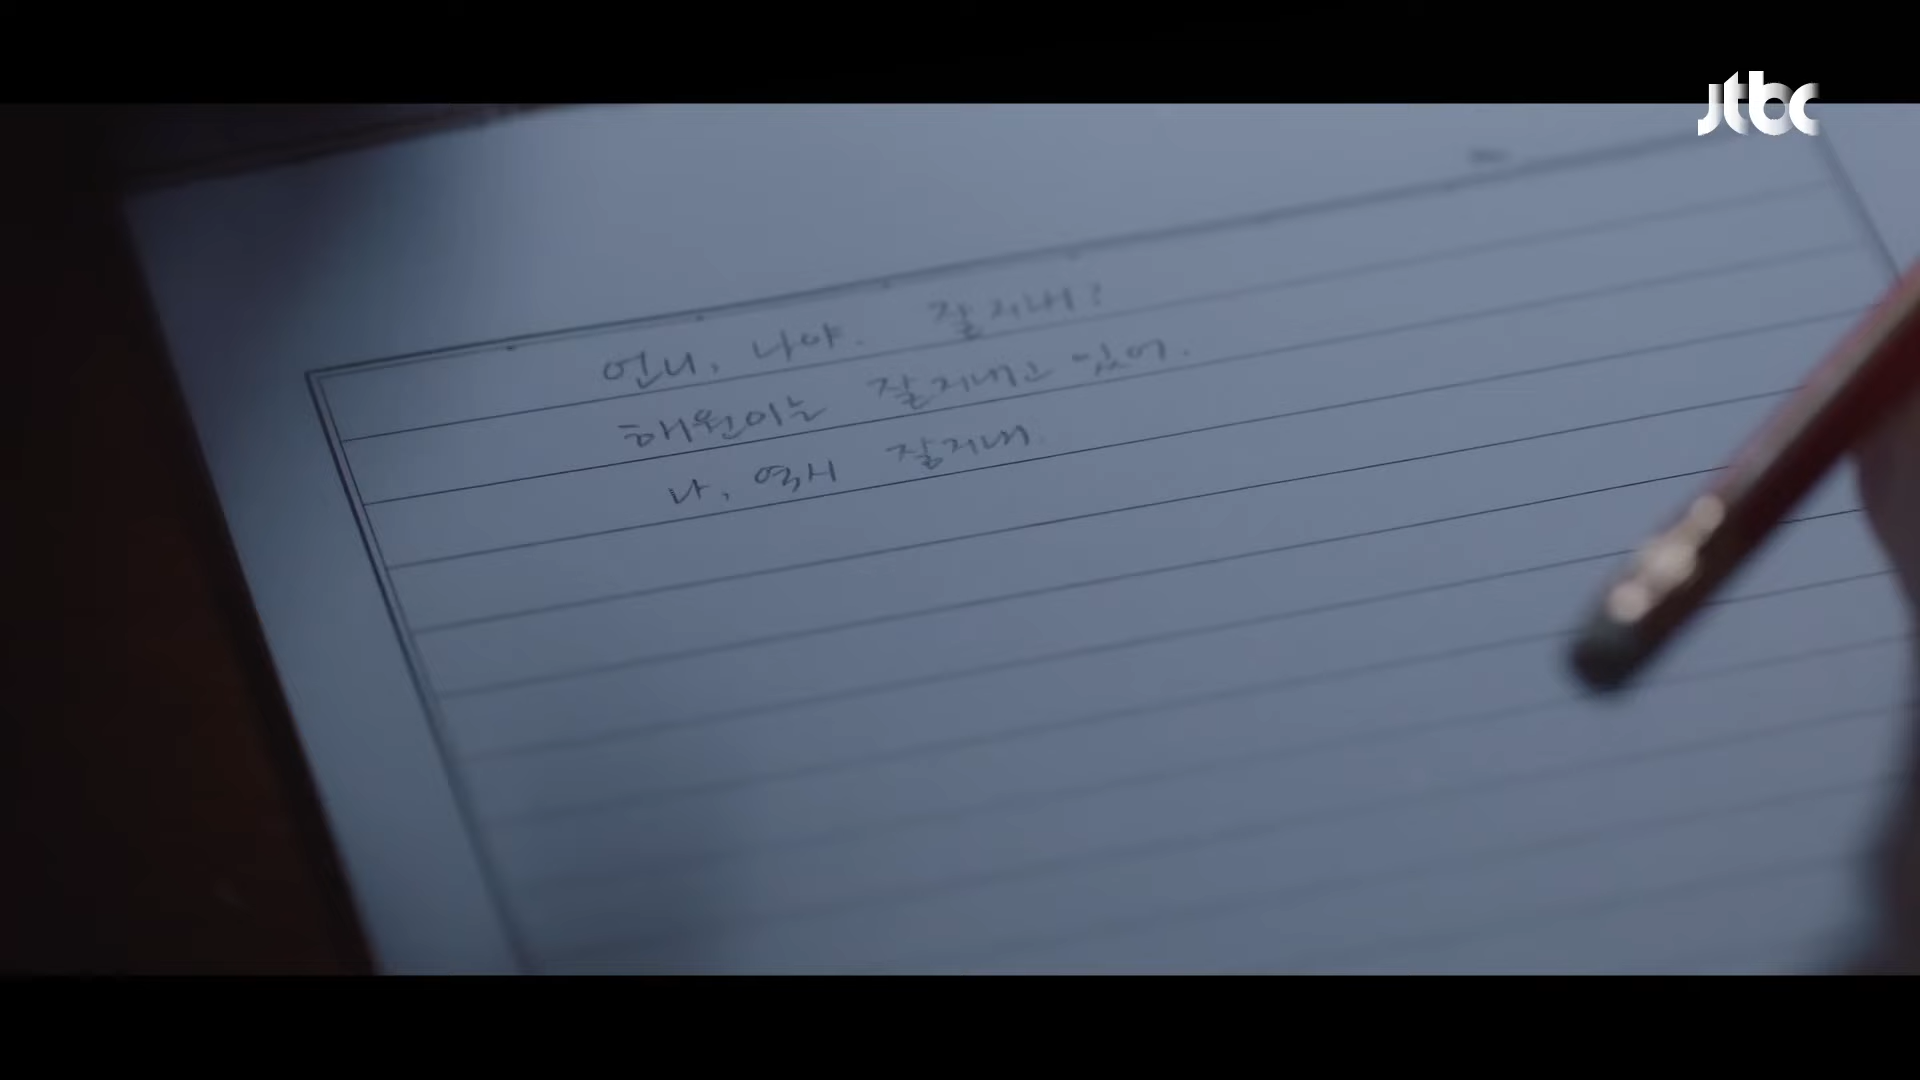 jtbc
언니, 나야. 잘지내?
해원이는 잘지내고 있어.
나, 역시 잘지내.